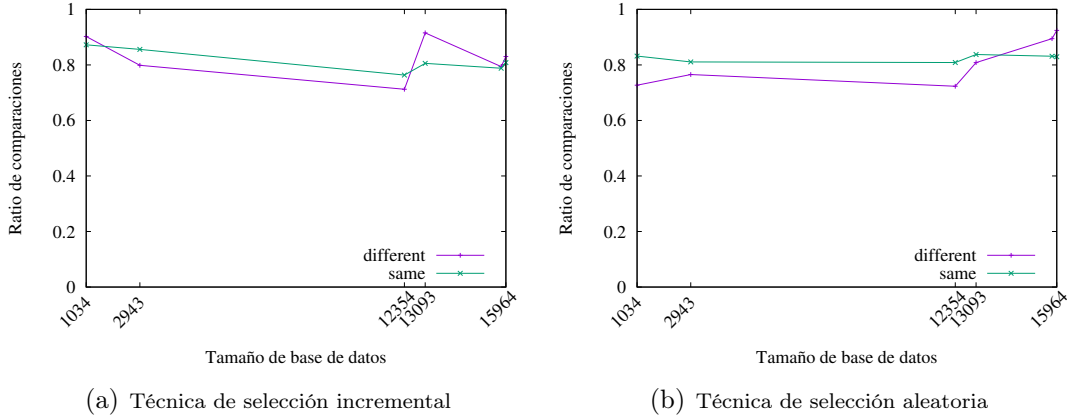 1
0.8
0.6
0.4
0.2
0
Ratio de comparaciones
different
same
1034
2943
12354
13093
15964
Tamaño de base de datos
(a) Técnica de selección incremental
1
0.8
0.6
0.4
0.2
0
Ratio de comparaciones
different
same
1034
2943
12354
13093
15964
Tamaño de base de datos
(b) Técnica de selección aleatoria